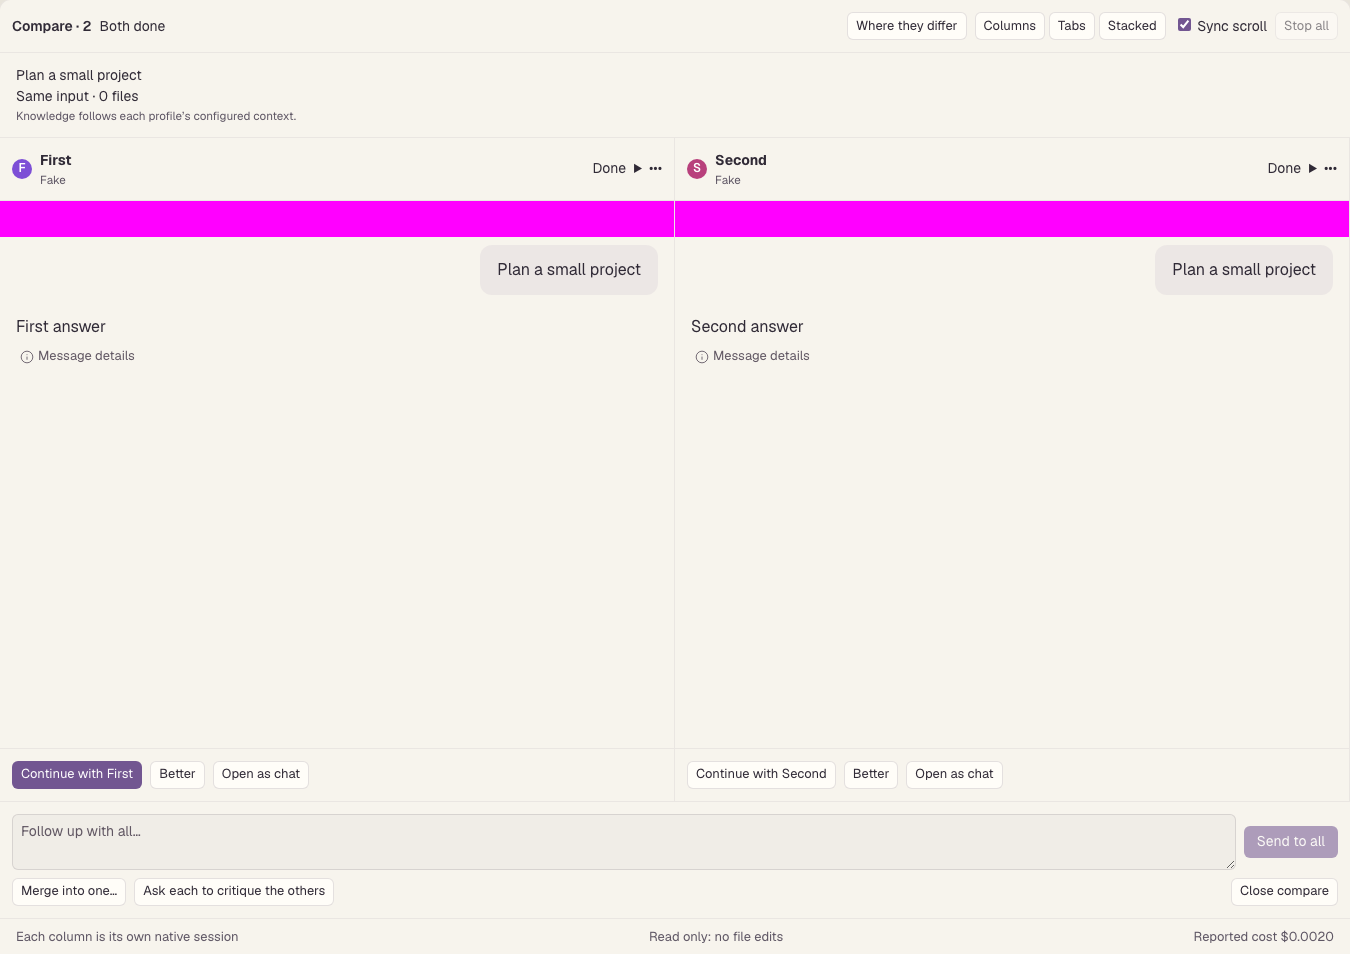 Compare · 2 Both done
Where they differ Columns Tabs Stacked Sync scroll Stop all
Plan a small project
Same input · 0 files
Knowledge follows each profile's configured context.
F First Done
Fake
S Second Done
Fake
Plan a small project
First answer
Message details
Plan a small project
Second answer
Message details
Continue with First Better Open as chat
Continue with Second Better Open as chat
Follow up with all…
Send to all
Merge into one… Ask each to critique the others Close compare
Each column is its own native session Read only: no file edits Reported cost $0.0020